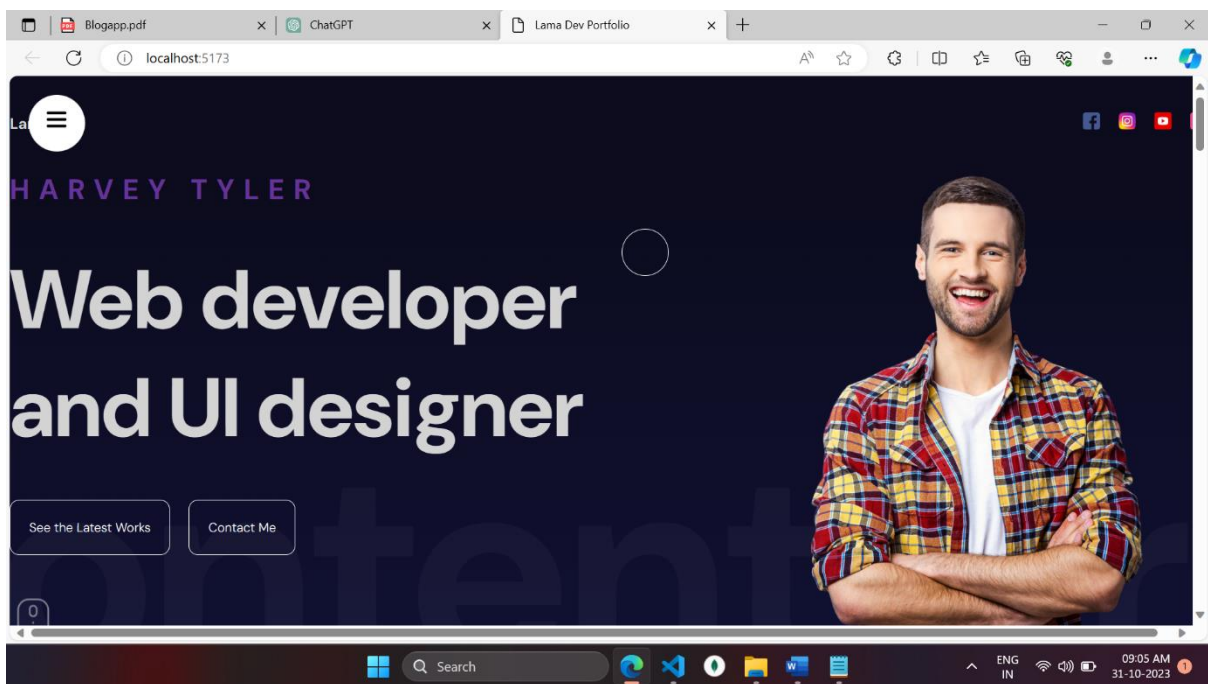 Blogapp.pdf
ChatGPT
Lama Dev Portfolio
localhost:5173
HARVEY TYLER
Web developer
and UI designer
See the Latest Works
Contact Me
Search
ENG
IN
09:05 AM
31-10-2023
1